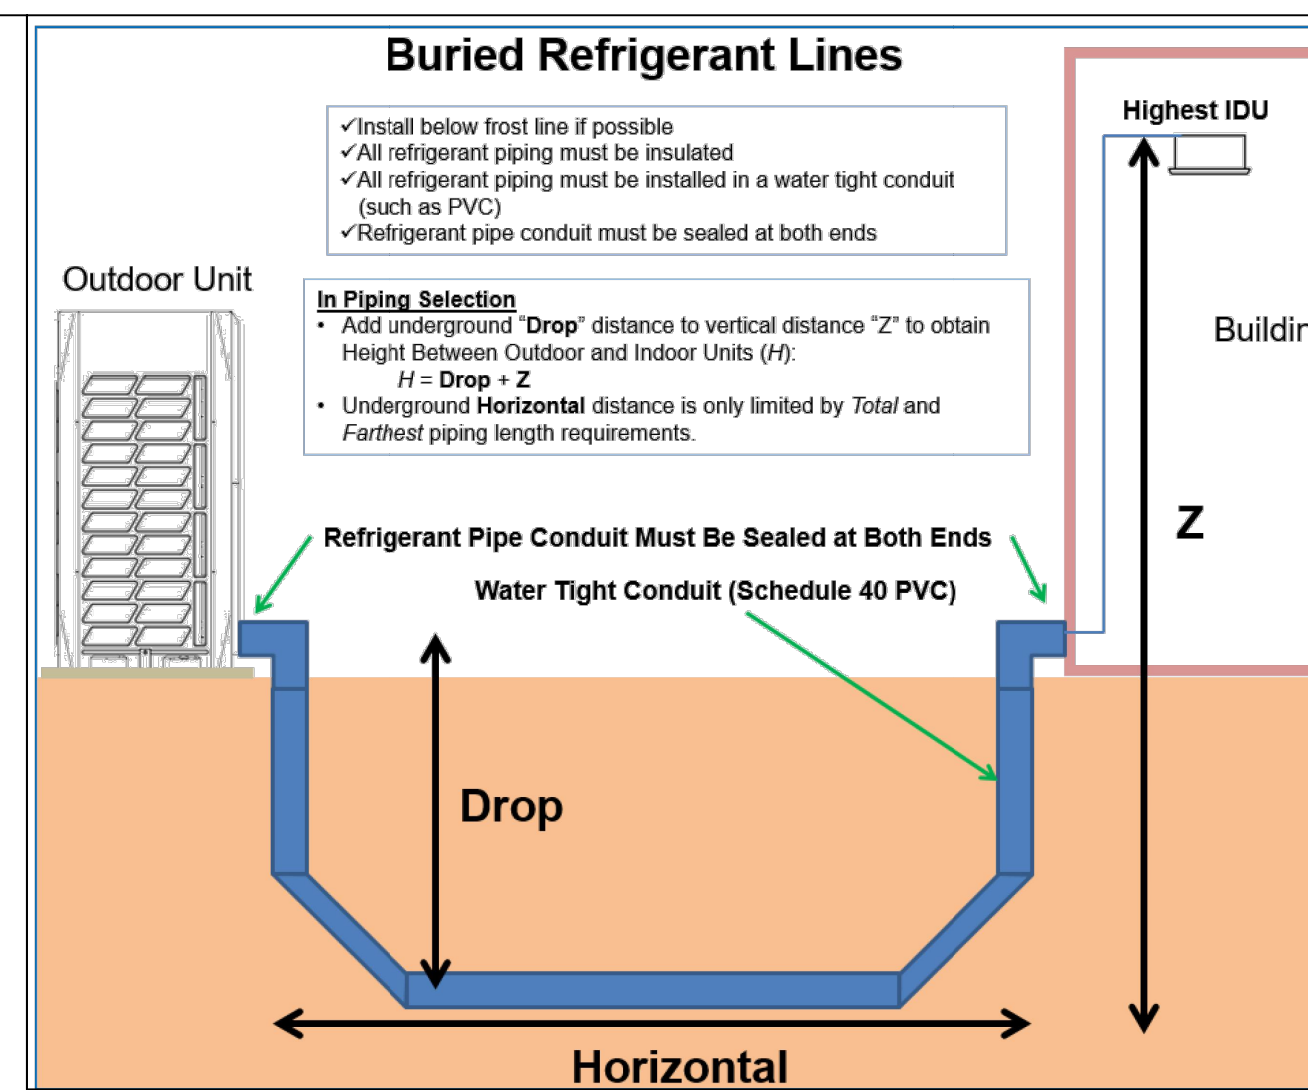 Buried Refrigerant Lines
✓Install below frost line if possible
✓All refrigerant piping must be insulated
✓All refrigerant piping must be installed in a water tight conduit
(such as PVC)
✓Refrigerant pipe conduit must be sealed at both ends
Highest IDU
Outdoor Unit
In Piping Selection
• Add underground “Drop” distance to vertical distance “Z” to obtain
Height Between Outdoor and Indoor Units (H):
H = Drop + Z
• Underground Horizontal distance is only limited by Total and
Farthest piping length requirements.
Buildin
Z
Refrigerant Pipe Conduit Must Be Sealed at Both Ends
Water Tight Conduit (Schedule 40 PVC)
Drop
Horizontal